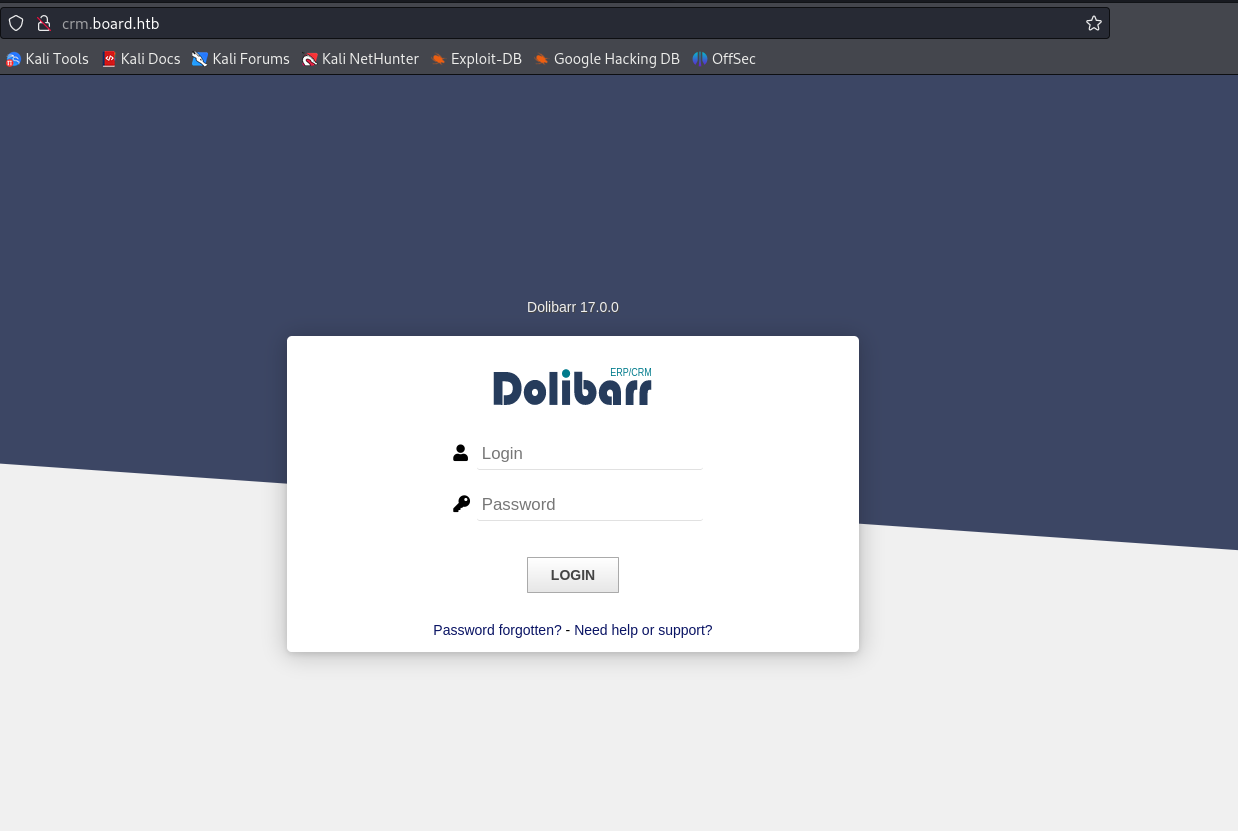 crm.board.htb
Kali Tools Kali Docs Kali Forums Kali NetHunter Exploit-DB Google Hacking DB OffSec
Dolibarr 17.0.0
Dolibarr ERP/CRM
Login
Password
LOGIN
Password forgotten? - Need help or support?